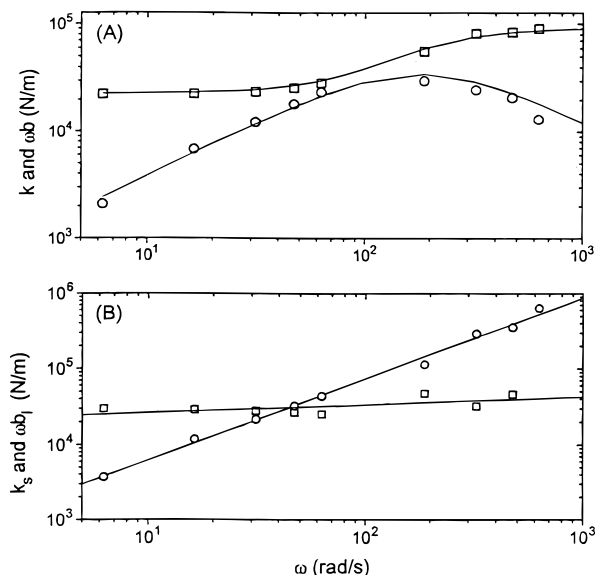 (A)
k and ωb (N/m)
10⁵
10⁴
10³
10¹ 10² 10³
(B)
kₛ and ωbₗ (N/m)
10⁶
10⁵
10⁴
10³
10¹ 10² 10³
ω (rad/s)